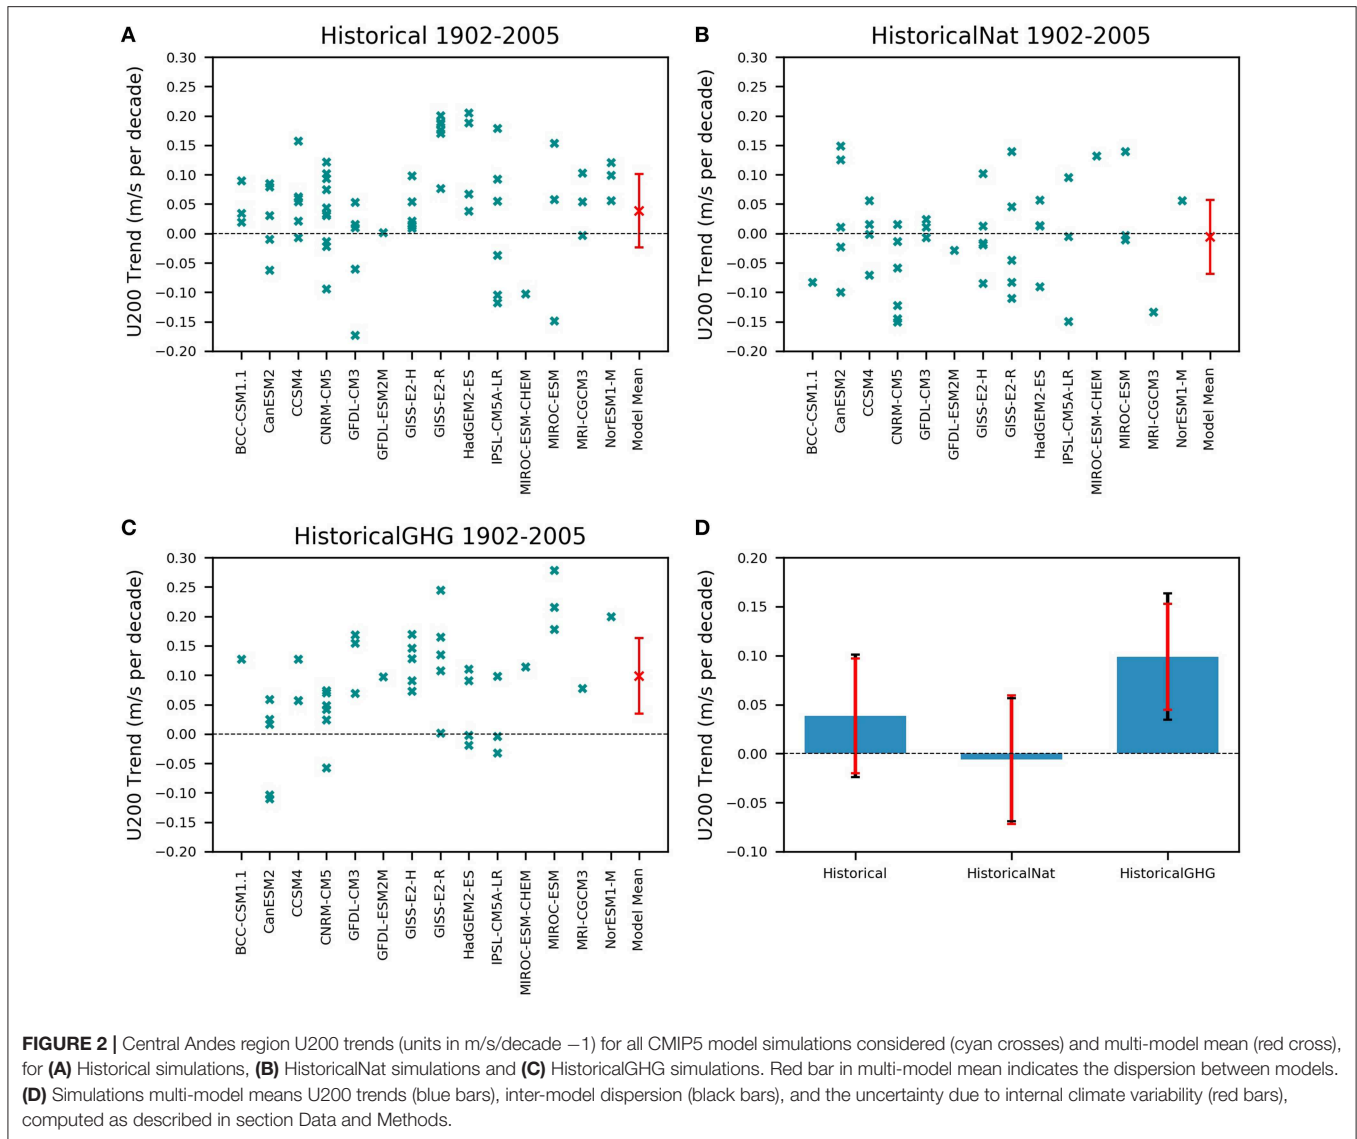 A
Historical 1902-2005
U200 Trend (m/s per decade)
0.30
0.25
0.20
0.15
0.10
0.05
0.00
−0.05
−0.10
−0.15
−0.20
BCC-CSM1.1
CanESM2
CCSM4
CNRM-CM5
GFDL-CM3
GFDL-ESM2M
GISS-E2-H
GISS-E2-R
HadGEM2-ES
IPSL-CM5A-LR
MIROC-ESM-CHEM
MIROC-ESM
MRI-CGCM3
NorESM1-M
Model Mean
B
HistoricalNat 1902-2005
U200 Trend (m/s per decade)
0.30
0.25
0.20
0.15
0.10
0.05
0.00
−0.05
−0.10
−0.15
−0.20
BCC-CSM1.1
CanESM2
CCSM4
CNRM-CM5
GFDL-CM3
GFDL-ESM2M
GISS-E2-H
GISS-E2-R
HadGEM2-ES
IPSL-CM5A-LR
MIROC-ESM-CHEM
MIROC-ESM
MRI-CGCM3
NorESM1-M
Model Mean
C
HistoricalGHG 1902-2005
U200 Trend (m/s per decade)
0.30
0.25
0.20
0.15
0.10
0.05
0.00
−0.05
−0.10
−0.15
−0.20
BCC-CSM1.1
CanESM2
CCSM4
CNRM-CM5
GFDL-CM3
GFDL-ESM2M
GISS-E2-H
GISS-E2-R
HadGEM2-ES
IPSL-CM5A-LR
MIROC-ESM-CHEM
MIROC-ESM
MRI-CGCM3
NorESM1-M
Model Mean
D
U200 Trend (m/s per decade)
0.20
0.15
0.10
0.05
0.00
−0.05
−0.10
Historical
HistoricalNat
HistoricalGHG
FIGURE 2 | Central Andes region U200 trends (units in m/s/decade −1) for all CMIP5 model simulations considered (cyan crosses) and multi-model mean (red cross),
for (A) Historical simulations, (B) HistoricalNat simulations and (C) HistoricalGHG simulations. Red bar in multi-model mean indicates the dispersion between models.
(D) Simulations multi-model means U200 trends (blue bars), inter-model dispersion (black bars), and the uncertainty due to internal climate variability (red bars),
computed as described in section Data and Methods.